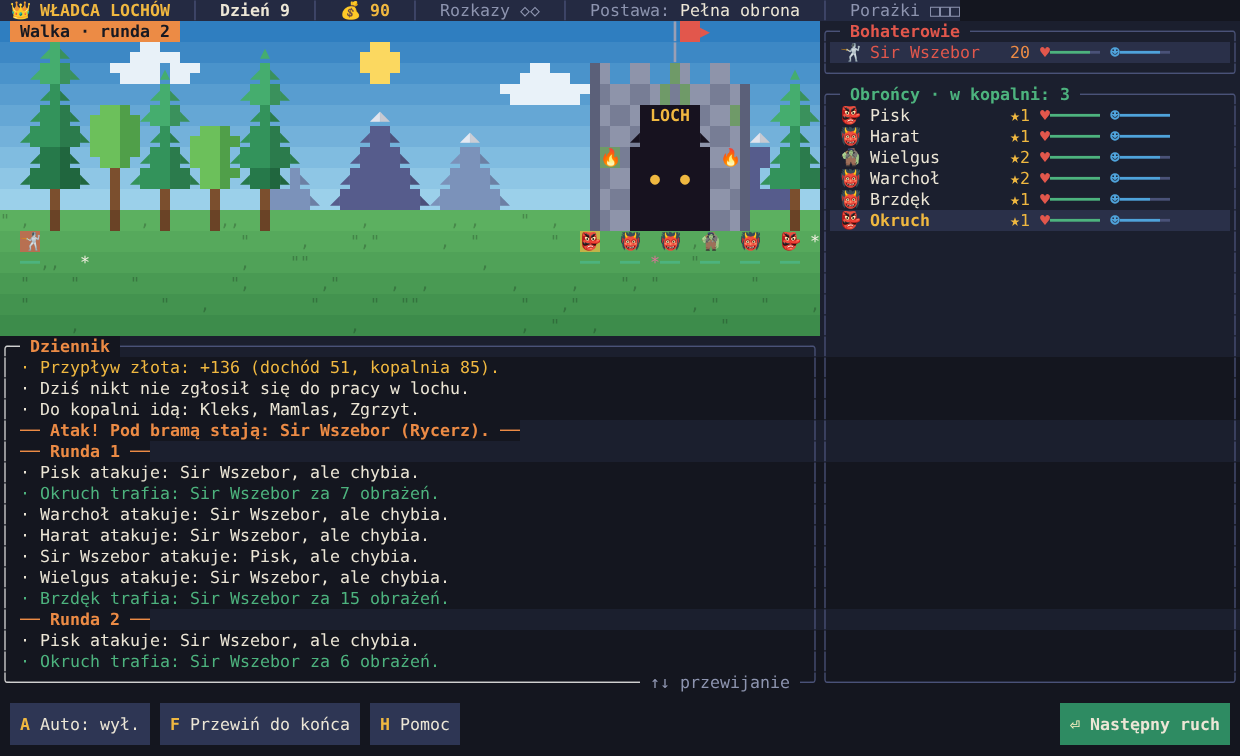 WŁADCA LOCHÓW │ Dzień 9 │ 90 │ Rozkazy ◇◇ │ Postawa: Pełna obrona │ Porażki □□□
Walka · runda 2
LOCH
Bohaterowie
Sir Wszebor 20
Obrońcy · w kopalni: 3
Pisk ★1
Harat ★1
Wielgus ★2
Warchoł ★2
Brzdęk ★1
Okruch ★1
Dziennik
· Przypływ złota: +136 (dochód 51, kopalnia 85).
· Dziś nikt nie zgłosił się do pracy w lochu.
· Do kopalni idą: Kleks, Mamlas, Zgrzyt.
── Atak! Pod bramą stają: Sir Wszebor (Rycerz). ──
── Runda 1 ──
· Pisk atakuje: Sir Wszebor, ale chybia.
· Okruch trafia: Sir Wszebor za 7 obrażeń.
· Warchoł atakuje: Sir Wszebor, ale chybia.
· Harat atakuje: Sir Wszebor, ale chybia.
· Sir Wszebor atakuje: Pisk, ale chybia.
· Wielgus atakuje: Sir Wszebor, ale chybia.
· Brzdęk trafia: Sir Wszebor za 15 obrażeń.
── Runda 2 ──
· Pisk atakuje: Sir Wszebor, ale chybia.
· Okruch trafia: Sir Wszebor za 6 obrażeń.
↑↓ przewijanie
A Auto: wył. F Przewiń do końca H Pomoc ⏎ Następny ruch